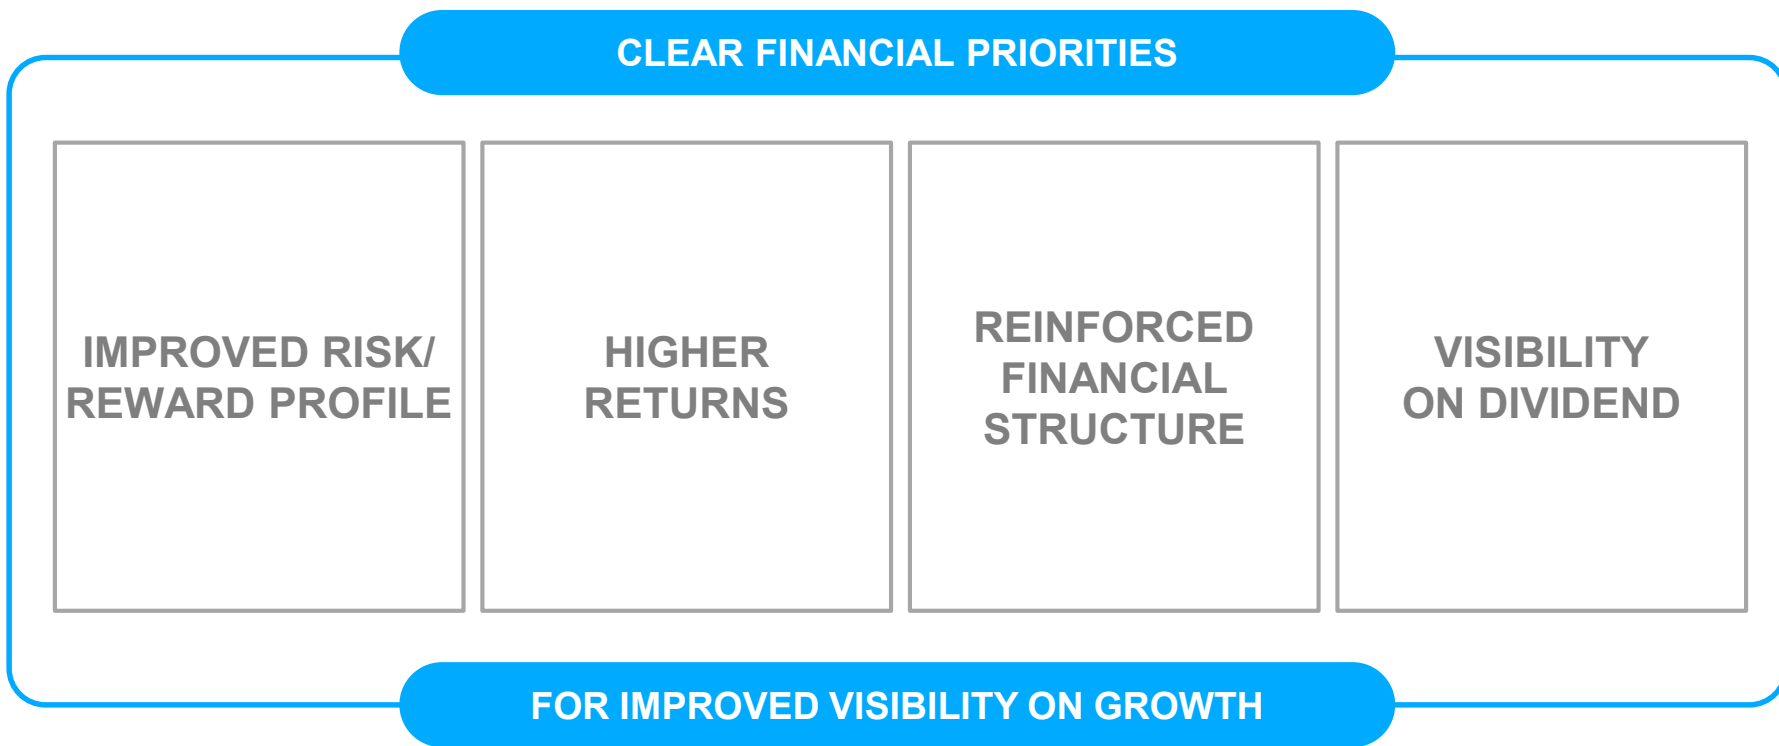 CLEAR FINANCIAL PRIORITIES
IMPROVED RISK/
REWARD PROFILE
HIGHER
RETURNS
REINFORCED
FINANCIAL
STRUCTURE
VISIBILITY
ON DIVIDEND
FOR IMPROVED VISIBILITY ON GROWTH